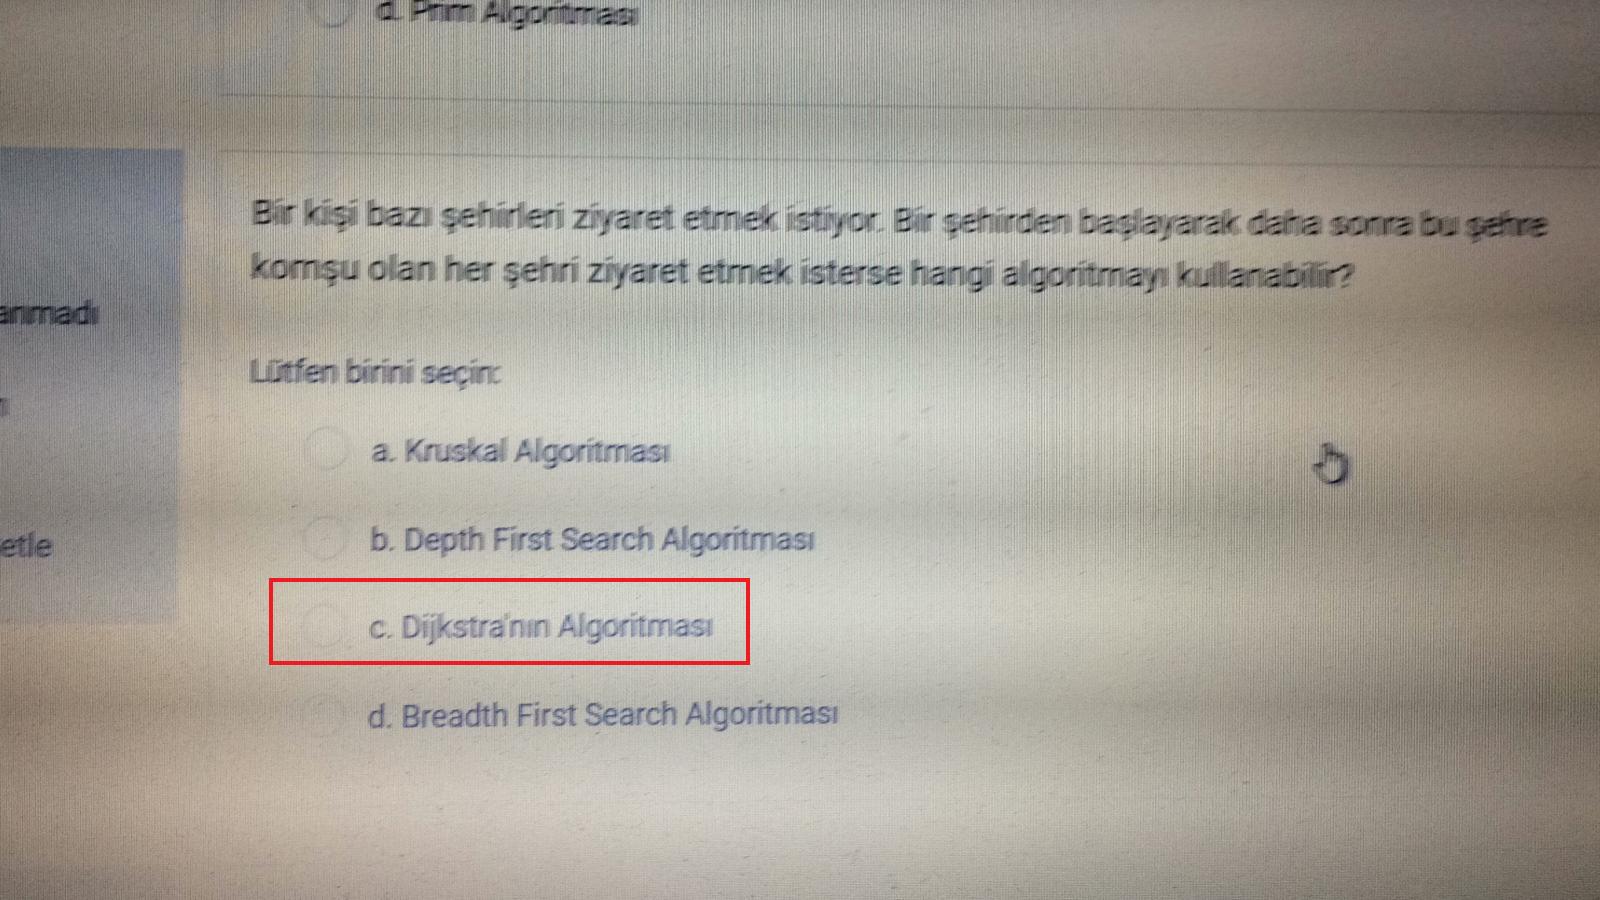 d. Prim Algoritması
Bir kişi bazı şehirleri ziyaret etmek istiyor. Bir şehirden başlayarak daha sonra bu şehre
komşu olan her şehri ziyaret etmek isterse hangi algoritmayı kullanabilir?
anmadı
Lütfen birini seçin:
a. Kruskal Algoritması
b. Depth First Search Algoritması
etle
c. Dijkstra'nın Algoritması
d. Breadth First Search Algoritması